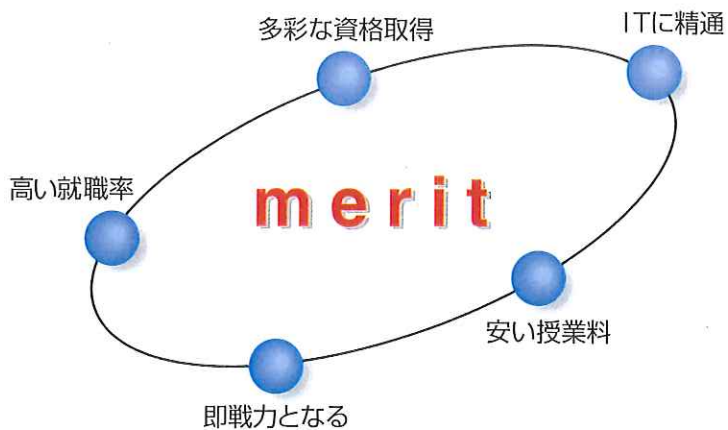 多彩な資格取得
ITに精通
高い就職率
merit
安い授業料
即戦力となる